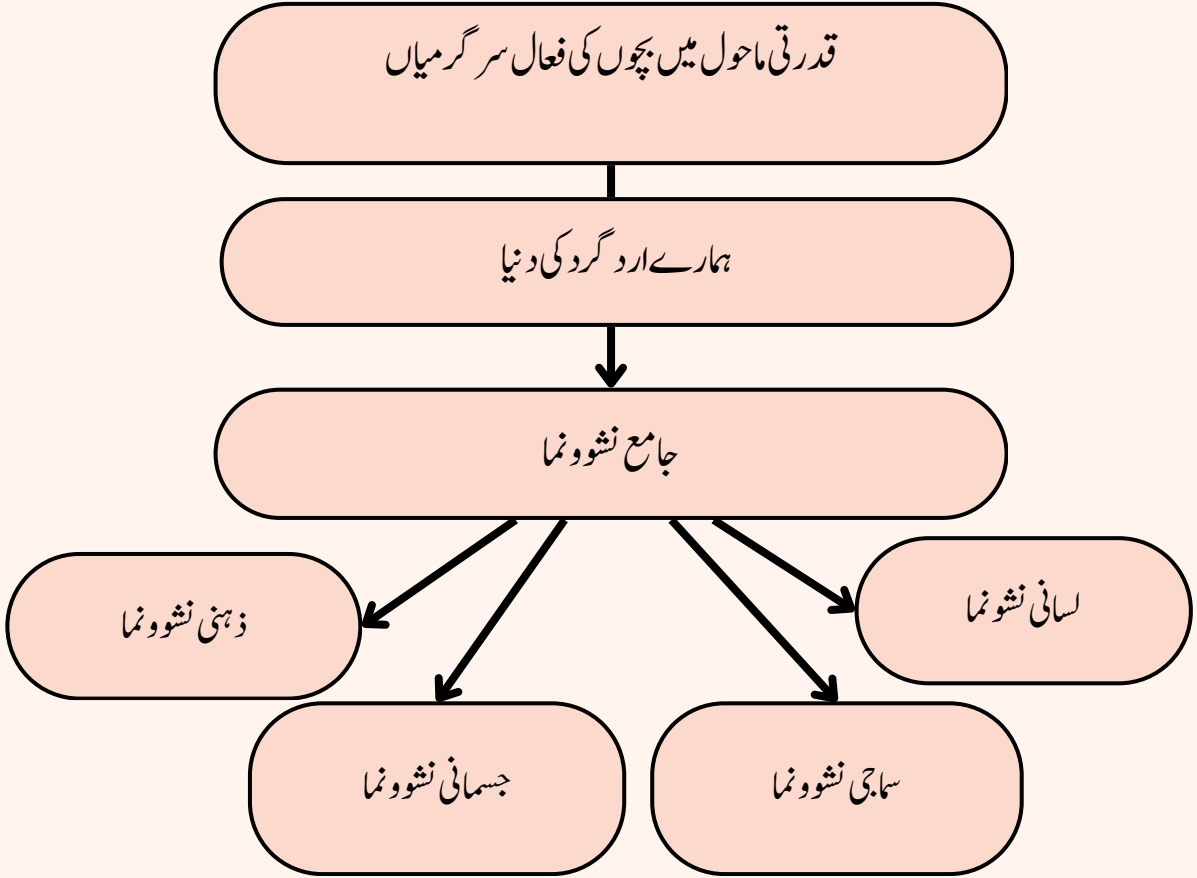 قدرتی ماحول میں بچوں کی فعال سرگرمیاں
ہمارے ارد گرد کی دنیا
جامع نشوونما
لسانی نشونما
ذہنی نشوونما
سماجی نشوونما
جسمانی نشوونما